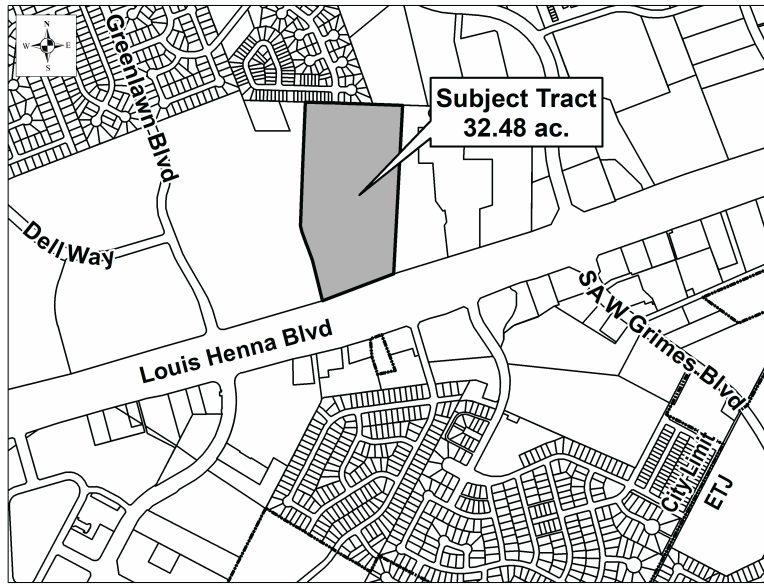 N
W E
S
Greenlawn Blvd
Subject Tract
32.48 ac.
Dell Way
Louis Henna Blvd
S A W Grimes Blvd
City Limit
ETJ